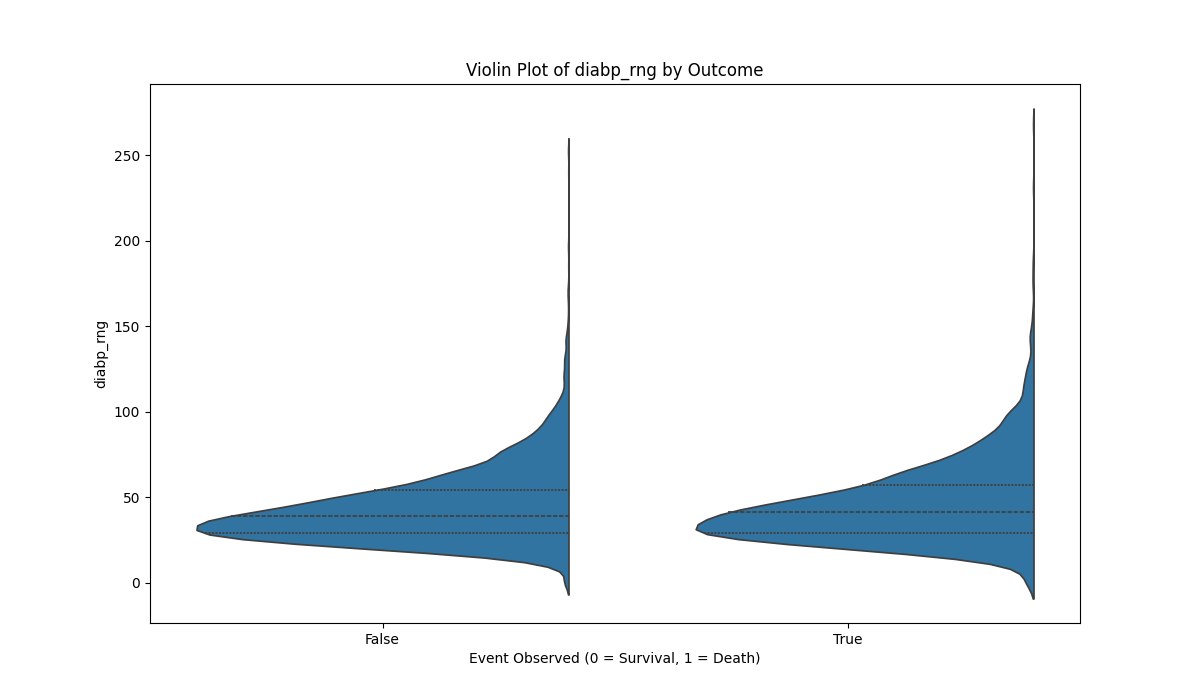 Violin Plot of diabp_rng by Outcome
250
200
150
100
50
0
diabp_rng
False
True
Event Observed (0 = Survival, 1 = Death)